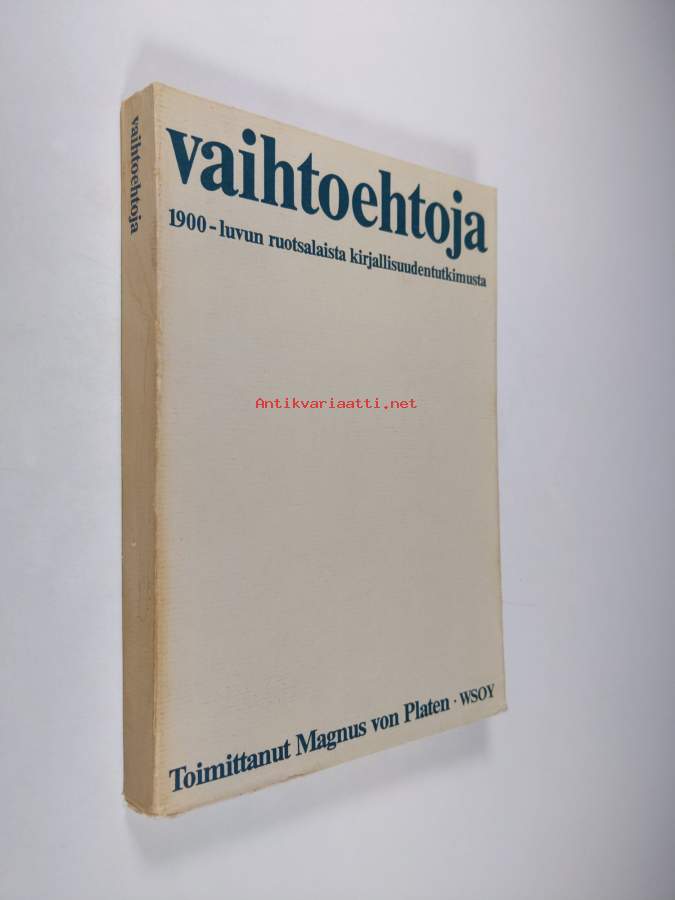 vaihtoehtoja
vaihtoehtoja
1900-luvun ruotsalaista kirjallisuudentutkimusta
Antikvariaatti.net
Toimittanut Magnus von Platen · WSOY